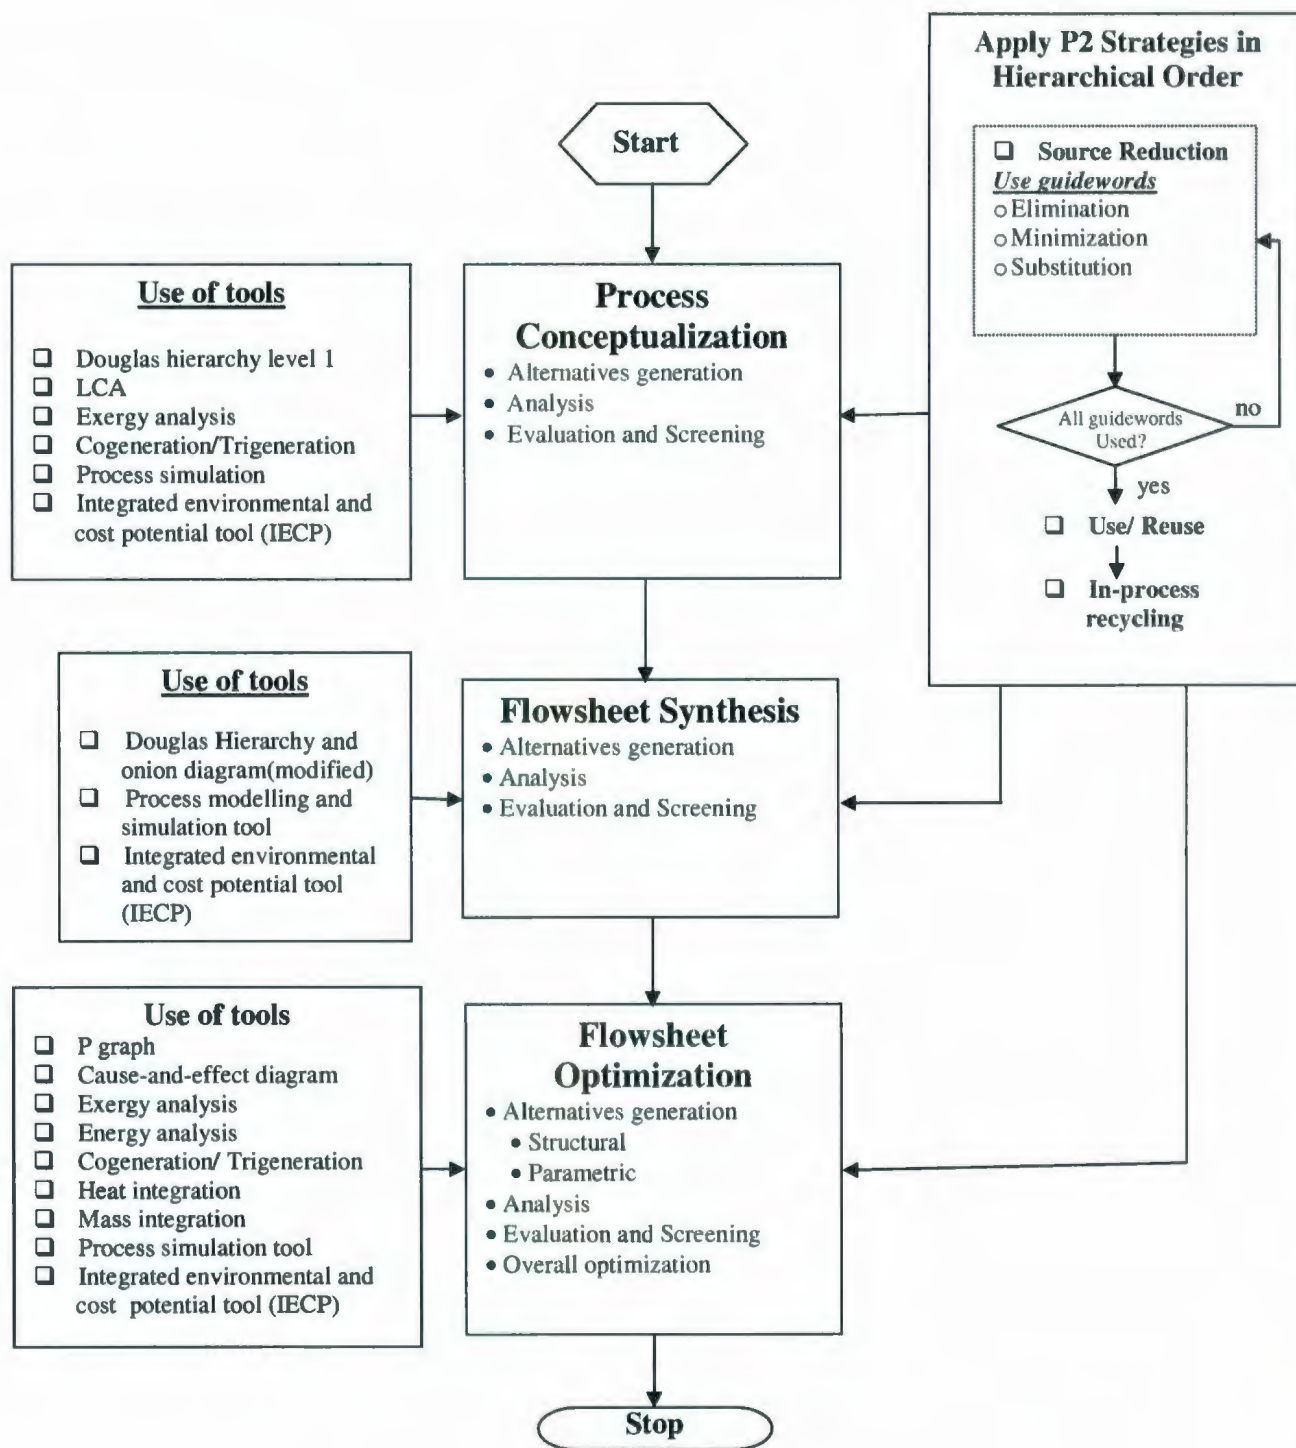 Start
Use of tools
❑ Douglas hierarchy level 1
❑ LCA
❑ Exergy analysis
❑ Cogeneration/Trigeneration
❑ Process simulation
❑ Integrated environmental and
cost potential tool (IECP)
Process
Conceptualization
• Alternatives generation
• Analysis
• Evaluation and Screening
Apply P2 Strategies in
Hierarchical Order
❑ Source Reduction
Use guidewords
o Elimination
o Minimization
o Substitution
All guidewords
Used?
no
yes
❑ Use/ Reuse
❑ In-process
recycling
Use of tools
❑ Douglas Hierarchy and
onion diagram(modified)
❑ Process modelling and
simulation tool
❑ Integrated environmental
and cost potential tool
(IECP)
Flowsheet Synthesis
• Alternatives generation
• Analysis
• Evaluation and Screening
Use of tools
❑ P graph
❑ Cause-and-effect diagram
❑ Exergy analysis
❑ Energy analysis
❑ Cogeneration/ Trigeneration
❑ Heat integration
❑ Mass integration
❑ Process simulation tool
❑ Integrated environmental and
cost potential tool (IECP)
Flowsheet
Optimization
• Alternatives generation
• Structural
• Parametric
• Analysis
• Evaluation and Screening
• Overall optimization
Stop